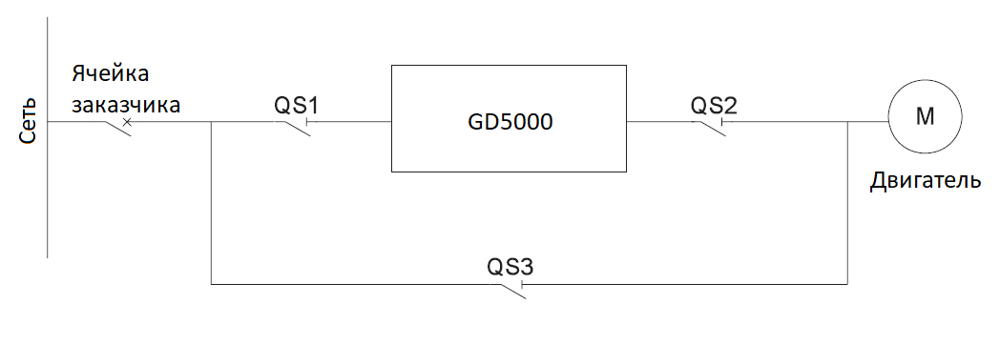 Ячейка
заказчика
Сеть
QS1
GD5000
QS2
M
Двигатель
QS3